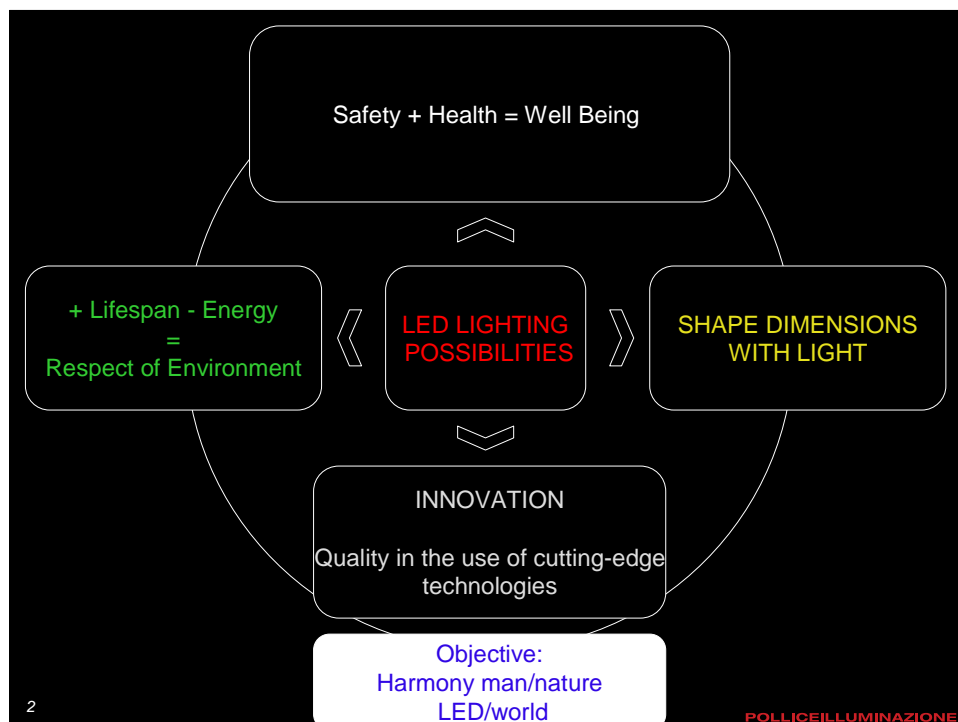 Safety + Health = Well Being
+ Lifespan - Energy
=
Respect of Environment
LED LIGHTING
POSSIBILITIES
SHAPE DIMENSIONS
WITH LIGHT
INNOVATION
Quality in the use of cutting-edge
technologies
Objective:
Harmony man/nature
LED/world
2
POLLICEILLUMINAZIONE